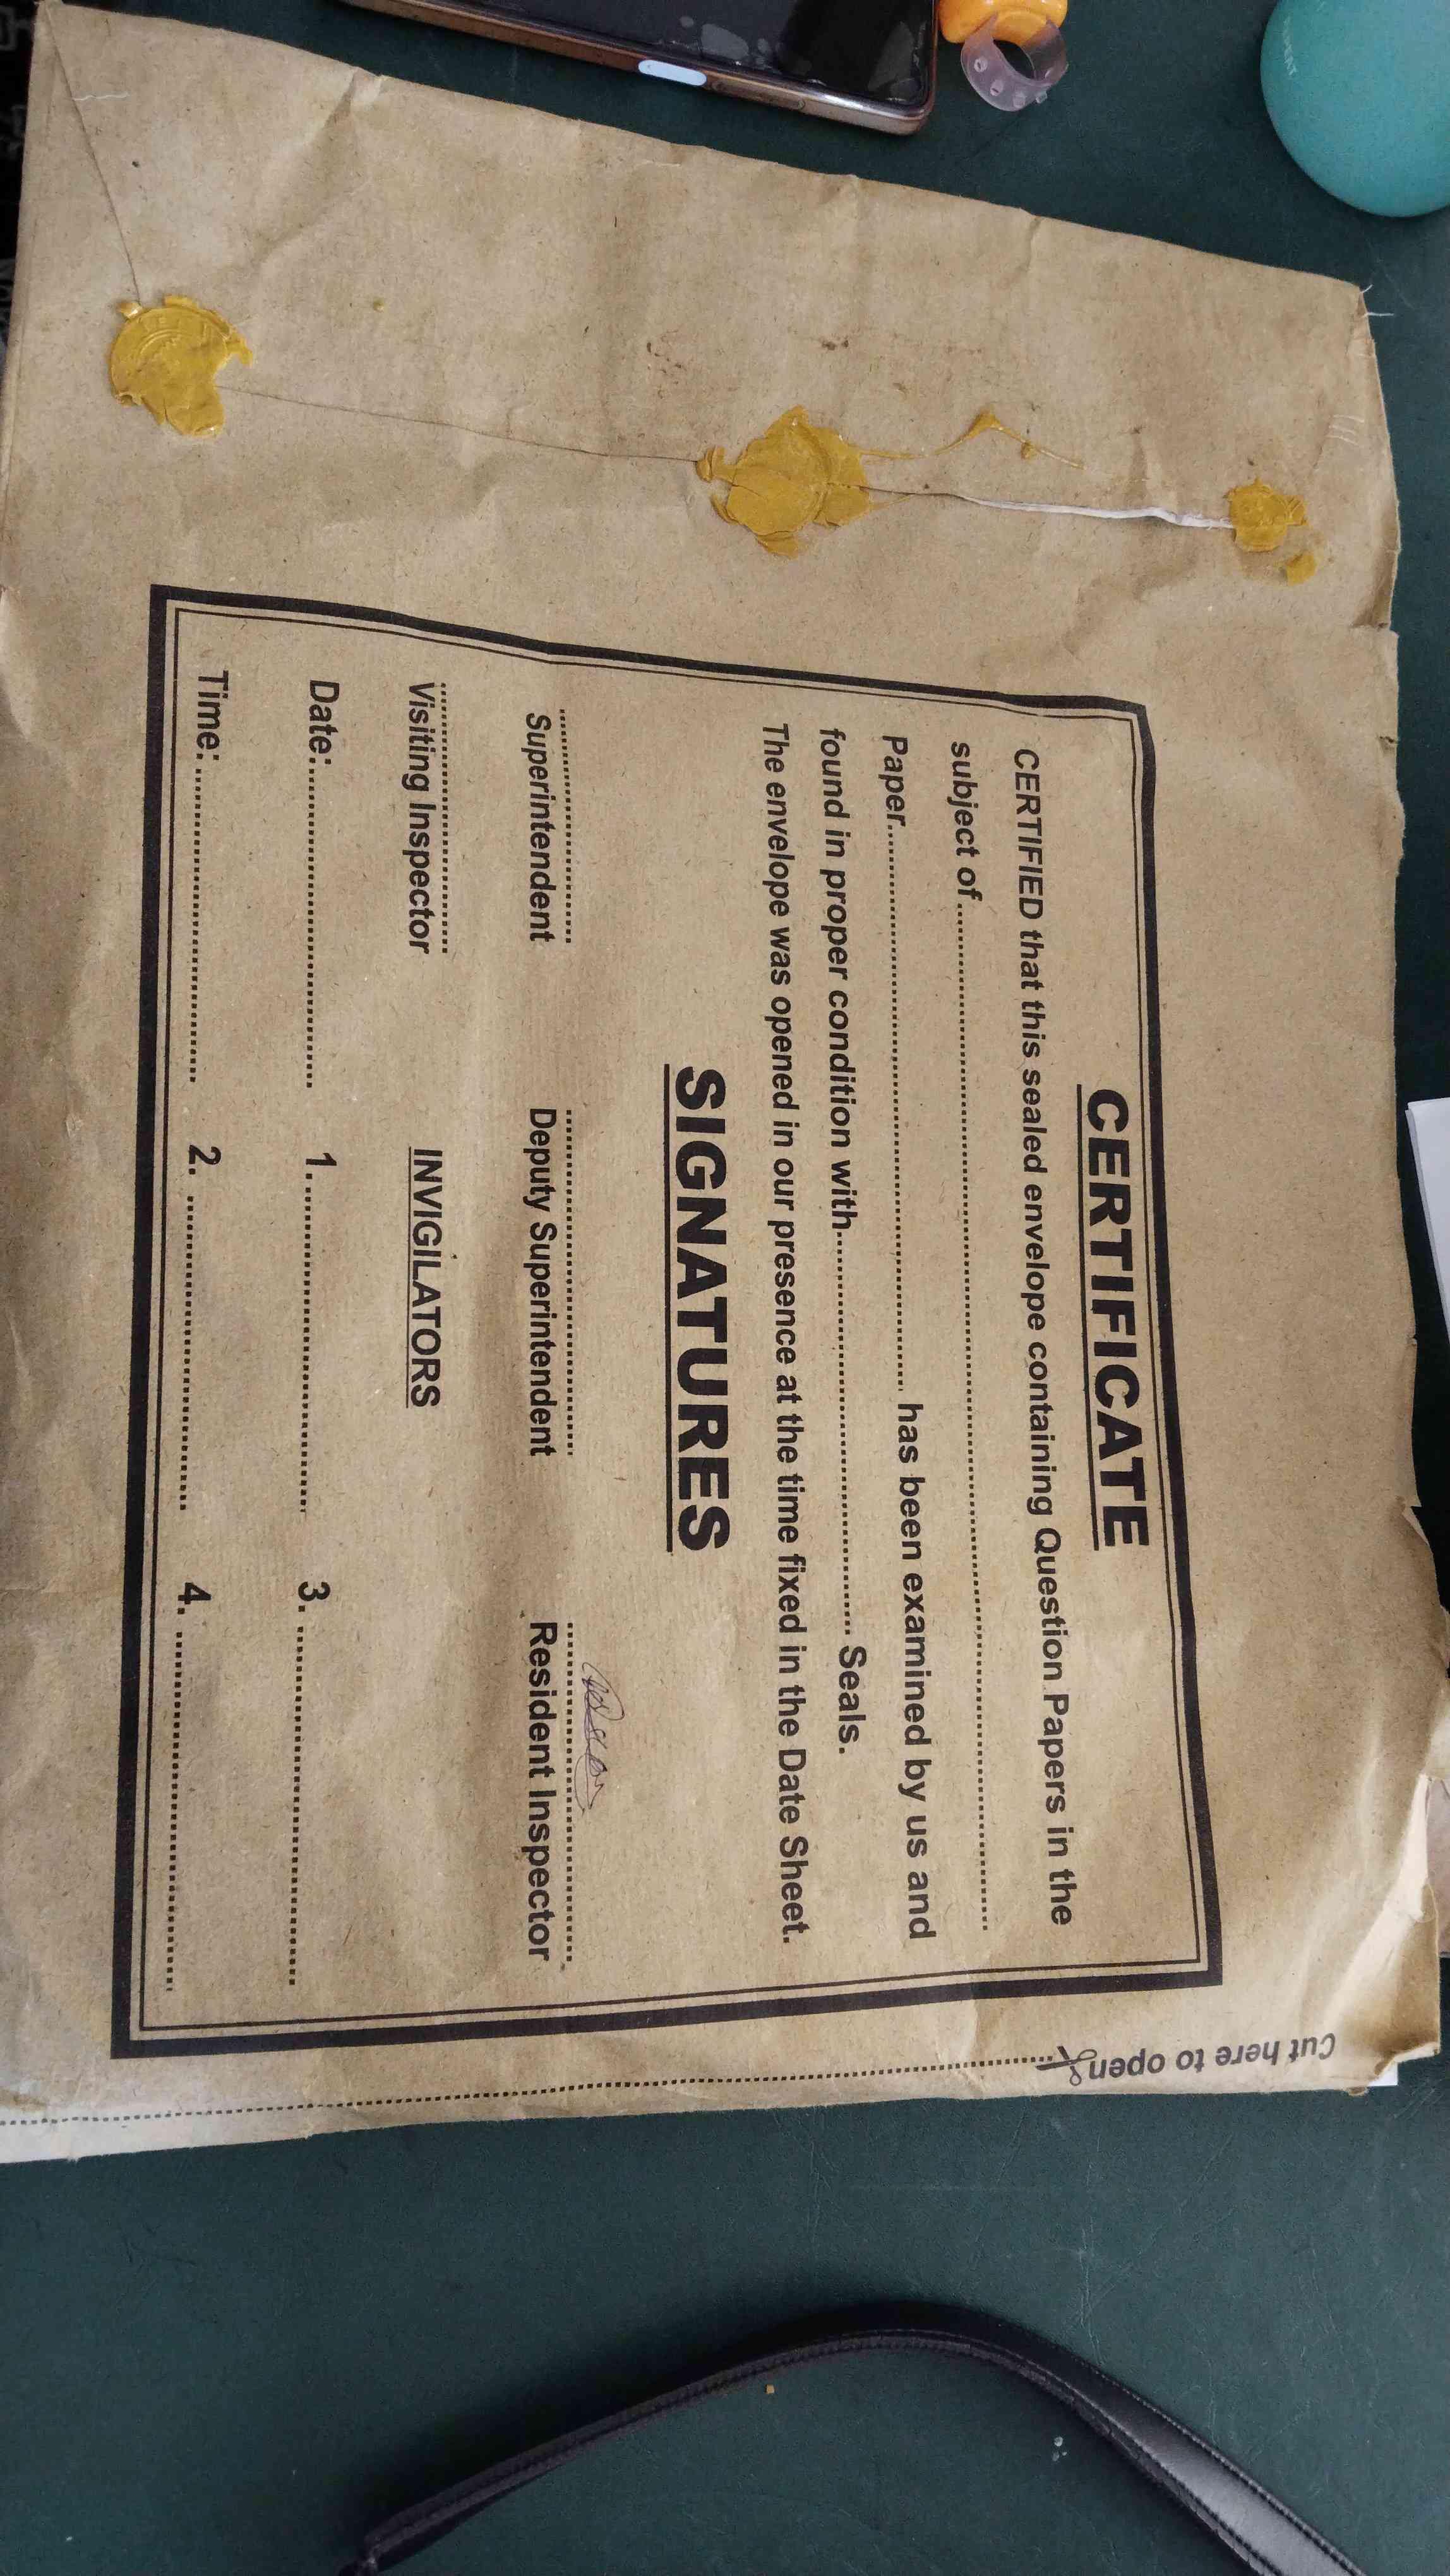 CERTIFICATE
CERTIFIED that this sealed envelope containing Question Papers in the
subject of................................................................................
Paper.................................................... has been examined by us and
found in proper condition with........................................ Seals.
The envelope was opened in our presence at the time fixed in the Date Sheet.
SIGNATURES
Superintendent Deputy Superintendent Resident Inspector
Visiting Inspector INVIGILATORS
Date:.............................. 1.............................. 3. ..............................
Time: .............................. 2. .............................. 4. ..............................
Cut here to open